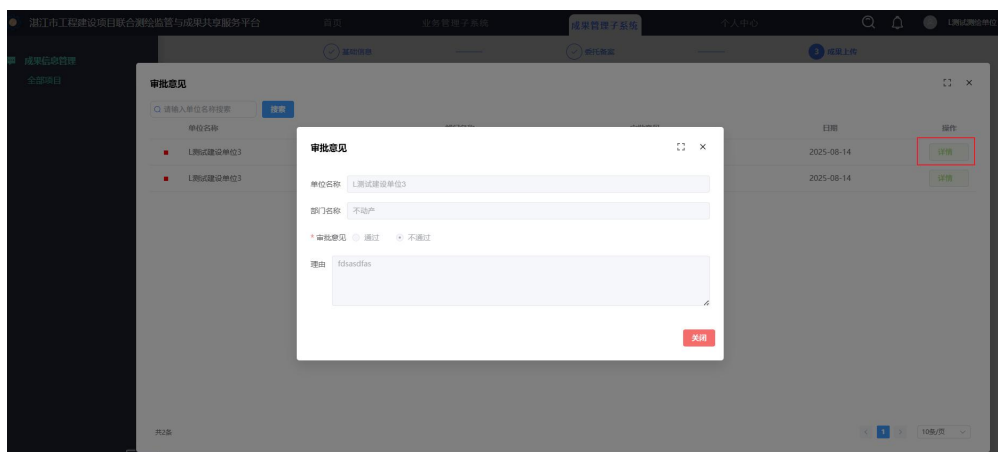 湛江市工程建设项目联合测绘监管与成果共享服务平台 首页 业务管理子系统 成果管理子系统 个人中心 L测试测绘单位
成果信息管理 基础信息 3 成果上传
全部项目
审批意见
请输入单位名称搜索 搜索
单位名称 日期 操作
L测试建设单位3 2025-08-14 详情
L测试建设单位3 2025-08-14 详情
审批意见
单位名称 L测试建设单位3
部门名称 不动产
* 审批意见 通过 不通过
理由 fdsasdfas
关闭
共2条 1 10条/页